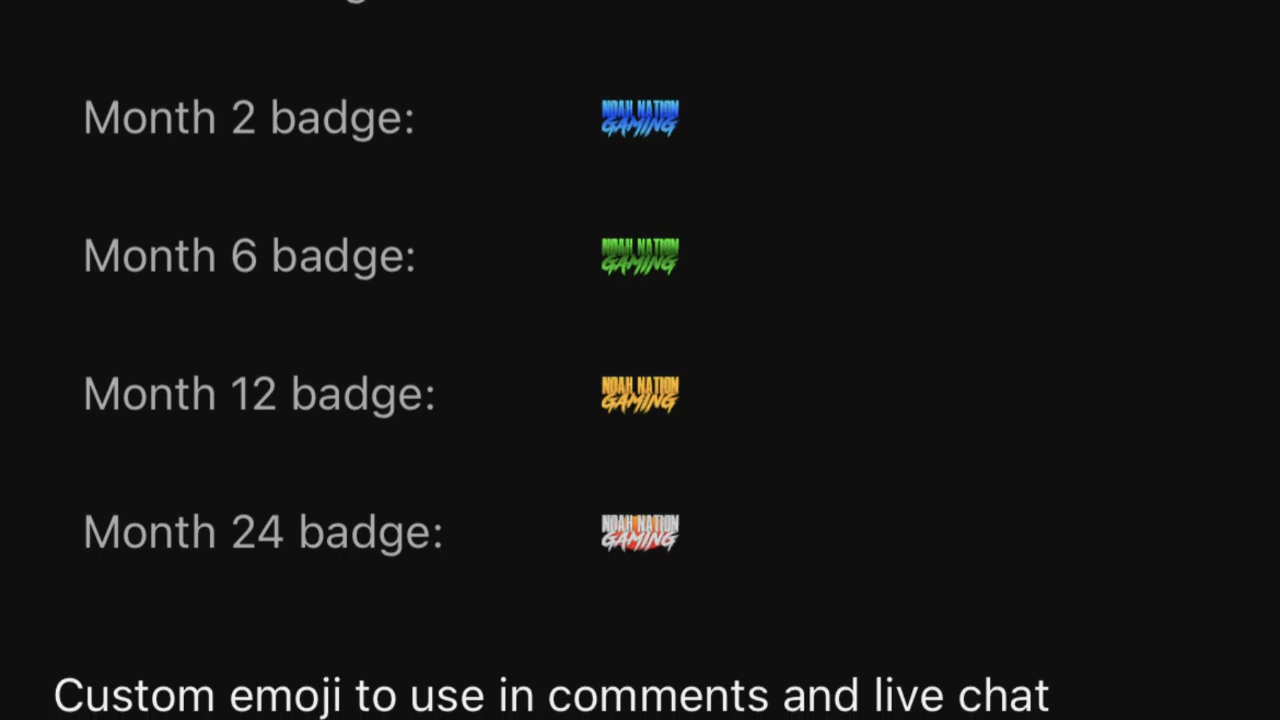 Month 2 badge:
NOAH NATION
GAMING
Month 6 badge:
NOAH NATION
GAMING
Month 12 badge:
NOAH NATION
GAMING
Month 24 badge:
NOAH NATION
GAMING
Custom emoji to use in comments and live chat